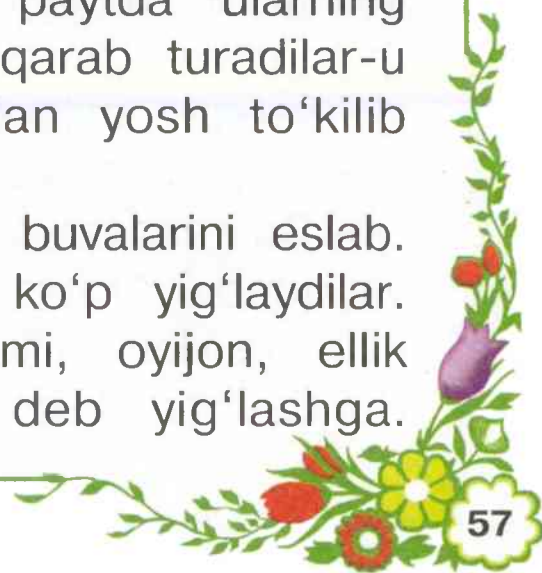 paytda ularning
qarab turadilar-u
an yosh to‘kilib
buvalarini eslab.
ko‘p yig‘laydilar.
mi, oyijon, ellik
deb yig‘lashga.
57